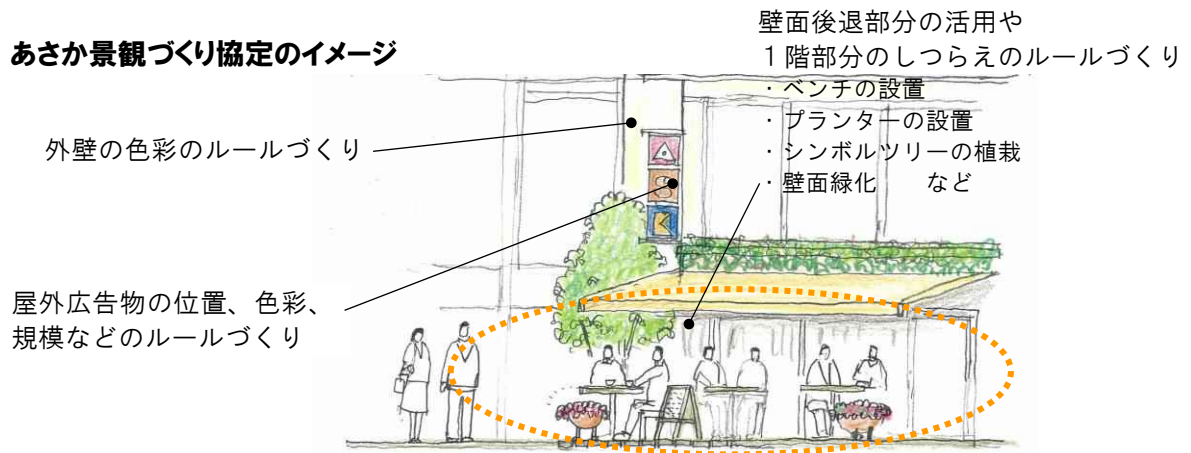 あさか景観づくり協定のイメージ
壁面後退部分の活用や
1階部分のしつらえのルールづくり
・ベンチの設置
・プランターの設置
・シンボルツリーの植栽
・壁面緑化　　など
外壁の色彩のルールづくり
屋外広告物の位置、色彩、
規模などのルールづくり